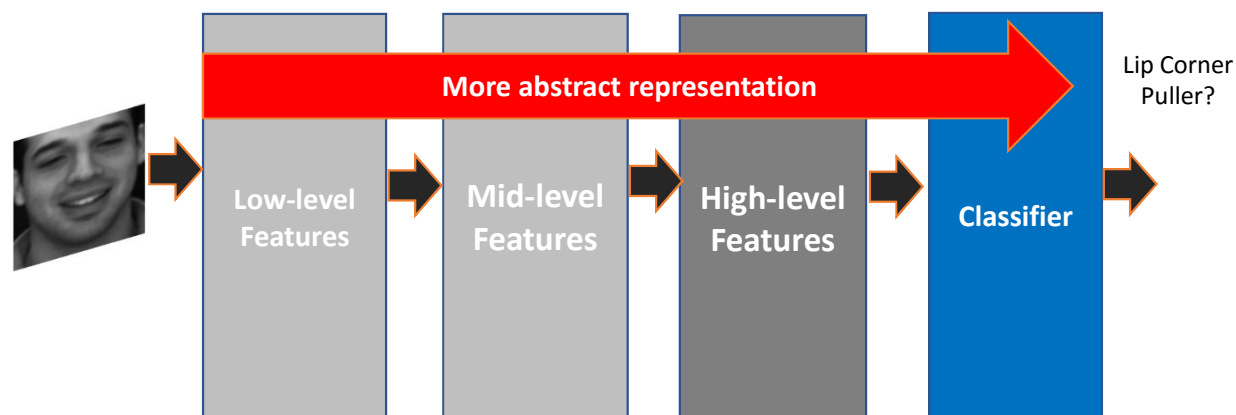 More abstract representation
Lip Corner
Puller?
Low-level
Features
Mid-level
Features
High-level
Features
Classifier